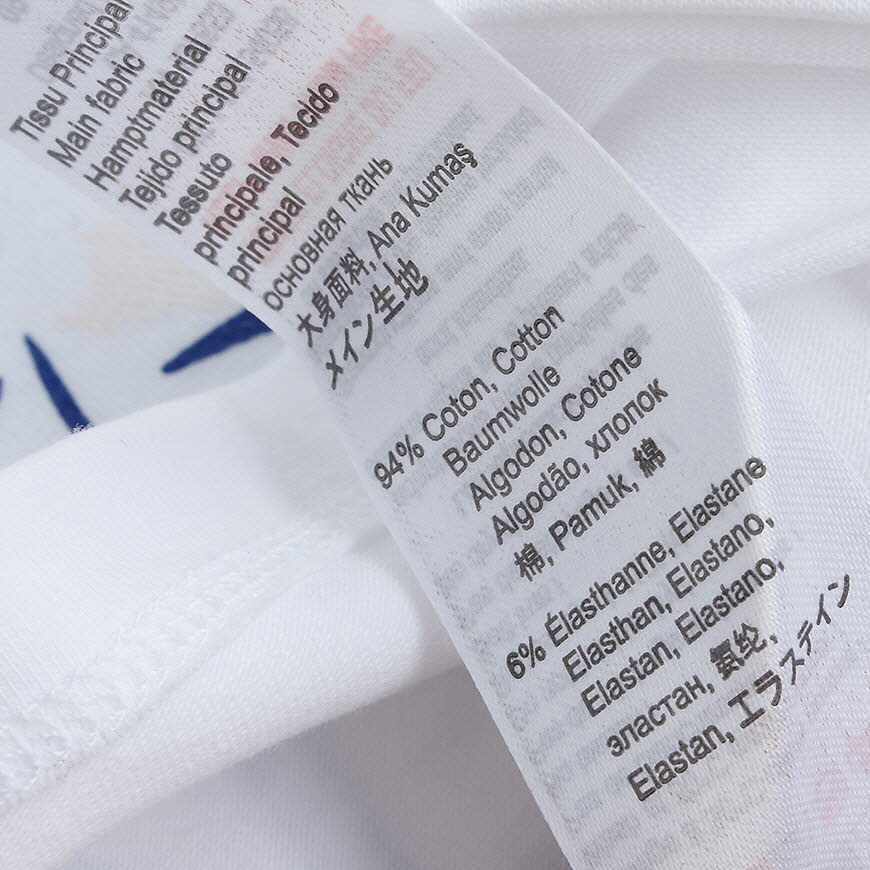 Tissu Principal
Main fabric
Hamptmaterial
Tejido principal
Tessuto
principale, Tecido
principal
основная ткань
大身面料, Ana Kumaş
メイン生地
94% Coton, Cotton
Baumwolle
Algodon, Cotone
Algodão, хлопок
棉, Pamuk, 綿
6% Élasthanne, Elastane
Elasthan, Elastano,
Elastan, Elastano,
эластан, 氨纶,
Elastan, エラステイン